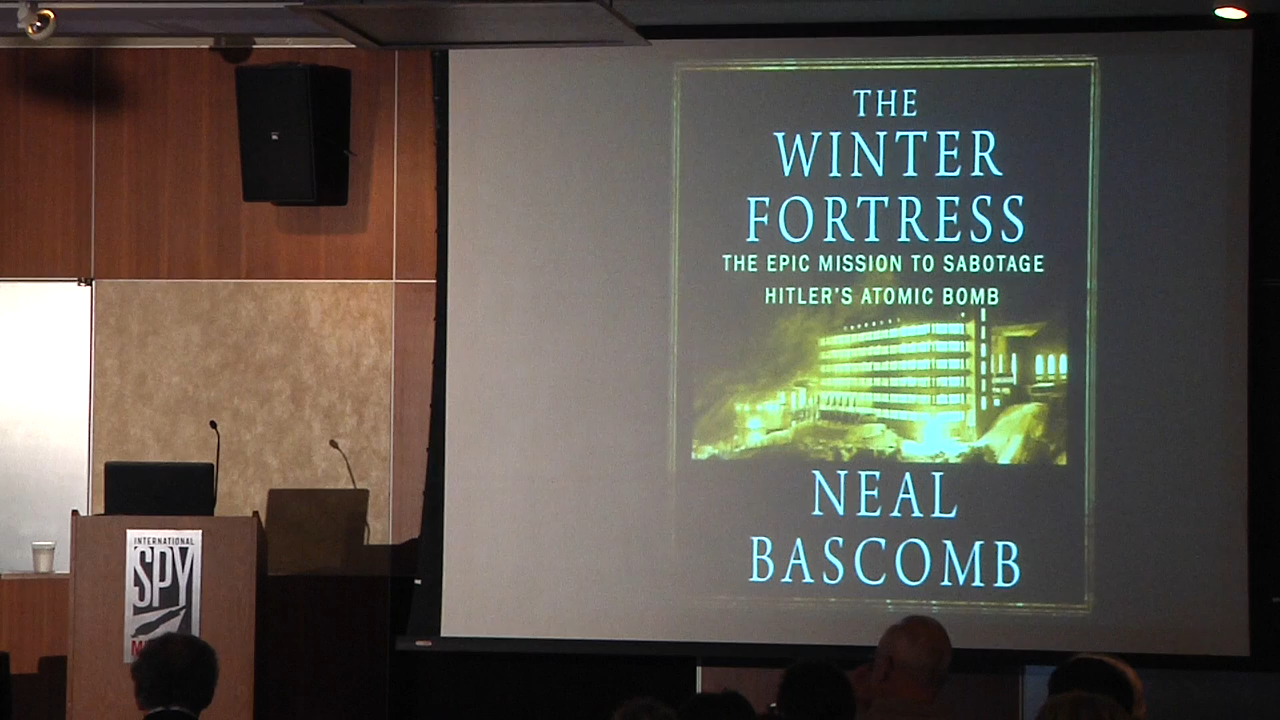 THE
WINTER
FORTRESS
THE EPIC MISSION TO SABOTAGE
HITLER'S ATOMIC BOMB
NEAL
BASCOMB
INTERNATIONAL
SPY